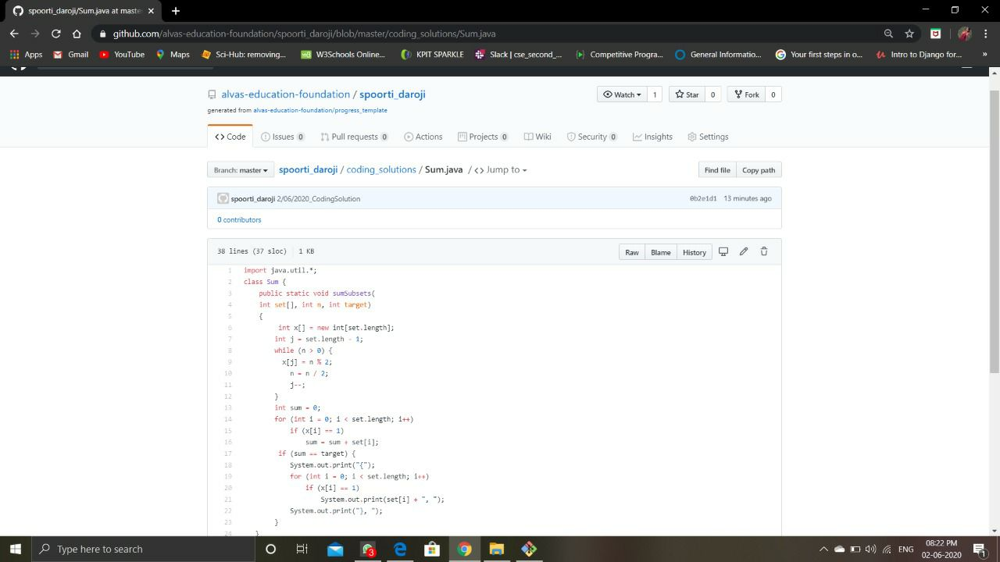 spoorti_daroji/Sum.java at master
github.com/alvas-education-foundation/spoorti_daroji/blob/master/coding_solutions/Sum.java
Apps Gmail YouTube Maps Sci-Hub: removing... W3Schools Onlin... KPIT SPARKLE Slack | cse_second_... Competitive Progra... General Informatio... Your first steps in o... Intro to Django for... »
alvas-education-foundation / spoorti_daroji
Watch 1 Star 0 Fork 0
generated from alvas-education-foundation/progress_template
Code Issues 0 Pull requests 0 Actions Projects 0 Wiki Security 0 Insights Settings
Branch: master spoorti_daroji / coding_solutions / Sum.java / <> Jump to Find file Copy path
spoorti_daroji 2/06/2020_CodingSolution 0b2e1d1 13 minutes ago
0 contributors
38 lines (37 sloc) 1 KB Raw Blame History
1 import java.util.*;
2 class Sum {
3 public static void sumSubsets(
4 int set[], int n, int target)
5 {
6 int x[] = new int[set.length];
7 int j = set.length - 1;
8 while (n > 0) {
9 x[j] = n % 2;
10 n = n / 2;
11 j--;
12 }
13 int sum = 0;
14 for (int i = 0; i < set.length; i++)
15 if (x[i] == 1)
16 sum = sum + set[i];
17 if (sum == target) {
18 System.out.print("{");
19 for (int i = 0; i < set.length; i++)
20 if (x[i] == 1)
21 System.out.print(set[i] + ", ");
22 System.out.print("}, ");
23 }
24 }
Type here to search
3
08:22 PM
02-06-2020
1